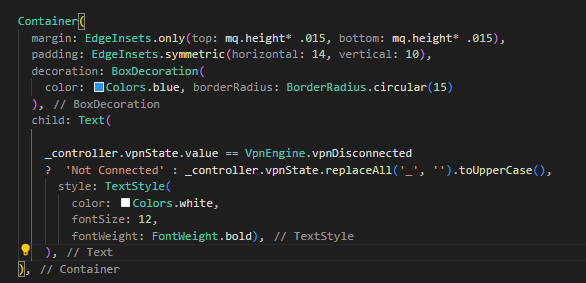 Container(
margin: EdgeInsets.only(top: mq.height* .015, bottom: mq.height* .015),
padding: EdgeInsets.symmetric(horizontal: 14, vertical: 10),
decoration: BoxDecoration(
color: Colors.blue, borderRadius: BorderRadius.circular(15)
), // BoxDecoration
child: Text(
_controller.vpnState.value == VpnEngine.vpnDisconnected
? 'Not Connected' : _controller.vpnState.replaceAll('_', '').toUpperCase(),
style: TextStyle(
color: Colors.white,
fontSize: 12,
fontWeight: FontWeight.bold), // TextStyle
), // Text
), // Container